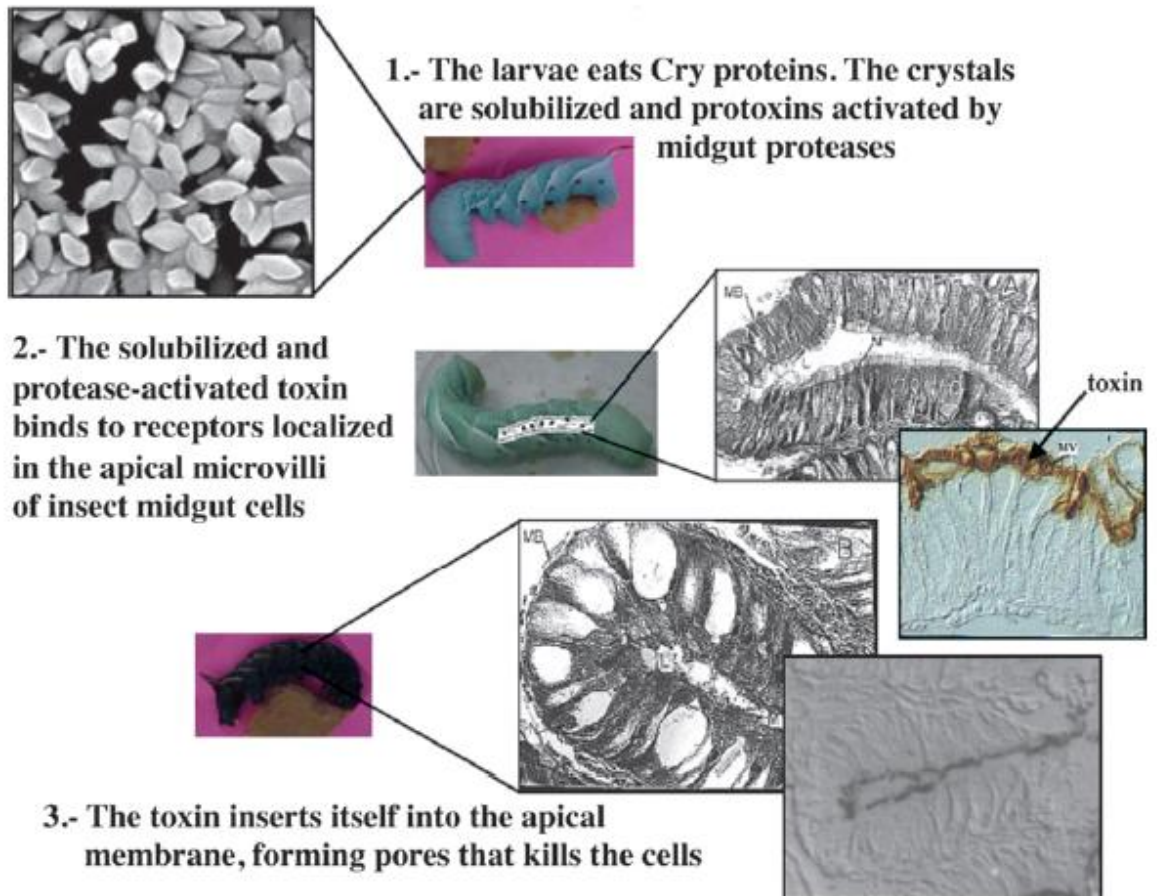 1.- The larvae eats Cry proteins. The crystals
are solubilized and protoxins activated by
midgut proteases
2.- The solubilized and
protease-activated toxin
binds to receptors localized
in the apical microvilli
of insect midgut cells
MB
A
M
L
toxin
MV
MB
B
L
3.- The toxin inserts itself into the apical
membrane, forming pores that kills the cells